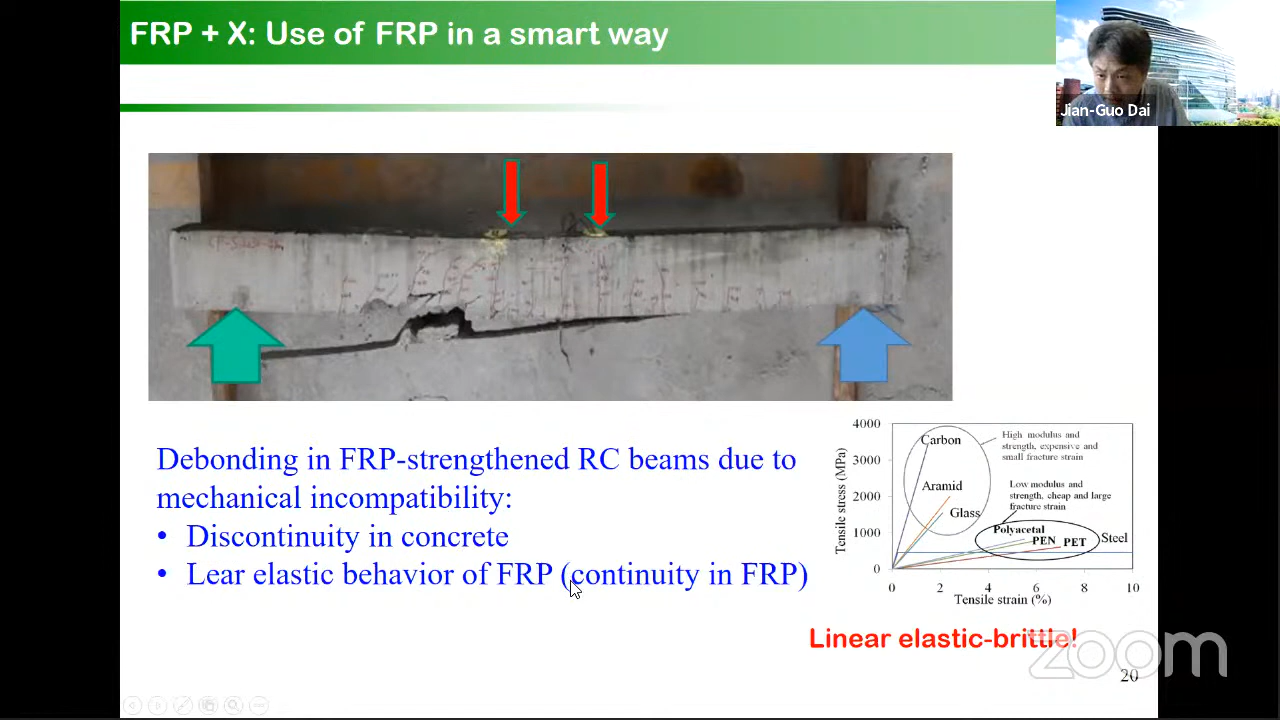 FRP + X: Use of FRP in a smart way
Jian-Guo Dai
Debonding in FRP-strengthened RC beams due to
mechanical incompatibility:
• Discontinuity in concrete
• Lear elastic behavior of FRP (continuity in FRP)
4000
3000
2000
1000
0
Tensile stress (MPa)
Carbon
Aramid
Glass
High modulus and
strength, expensive and
small fracture strain
Low modulus and
strength, cheap and large
fracture strain
Polyacetal
PEN
PET
Steel
0 2 4 6 8 10
Tensile strain (%)
Linear elastic-brittle!
zoom
20